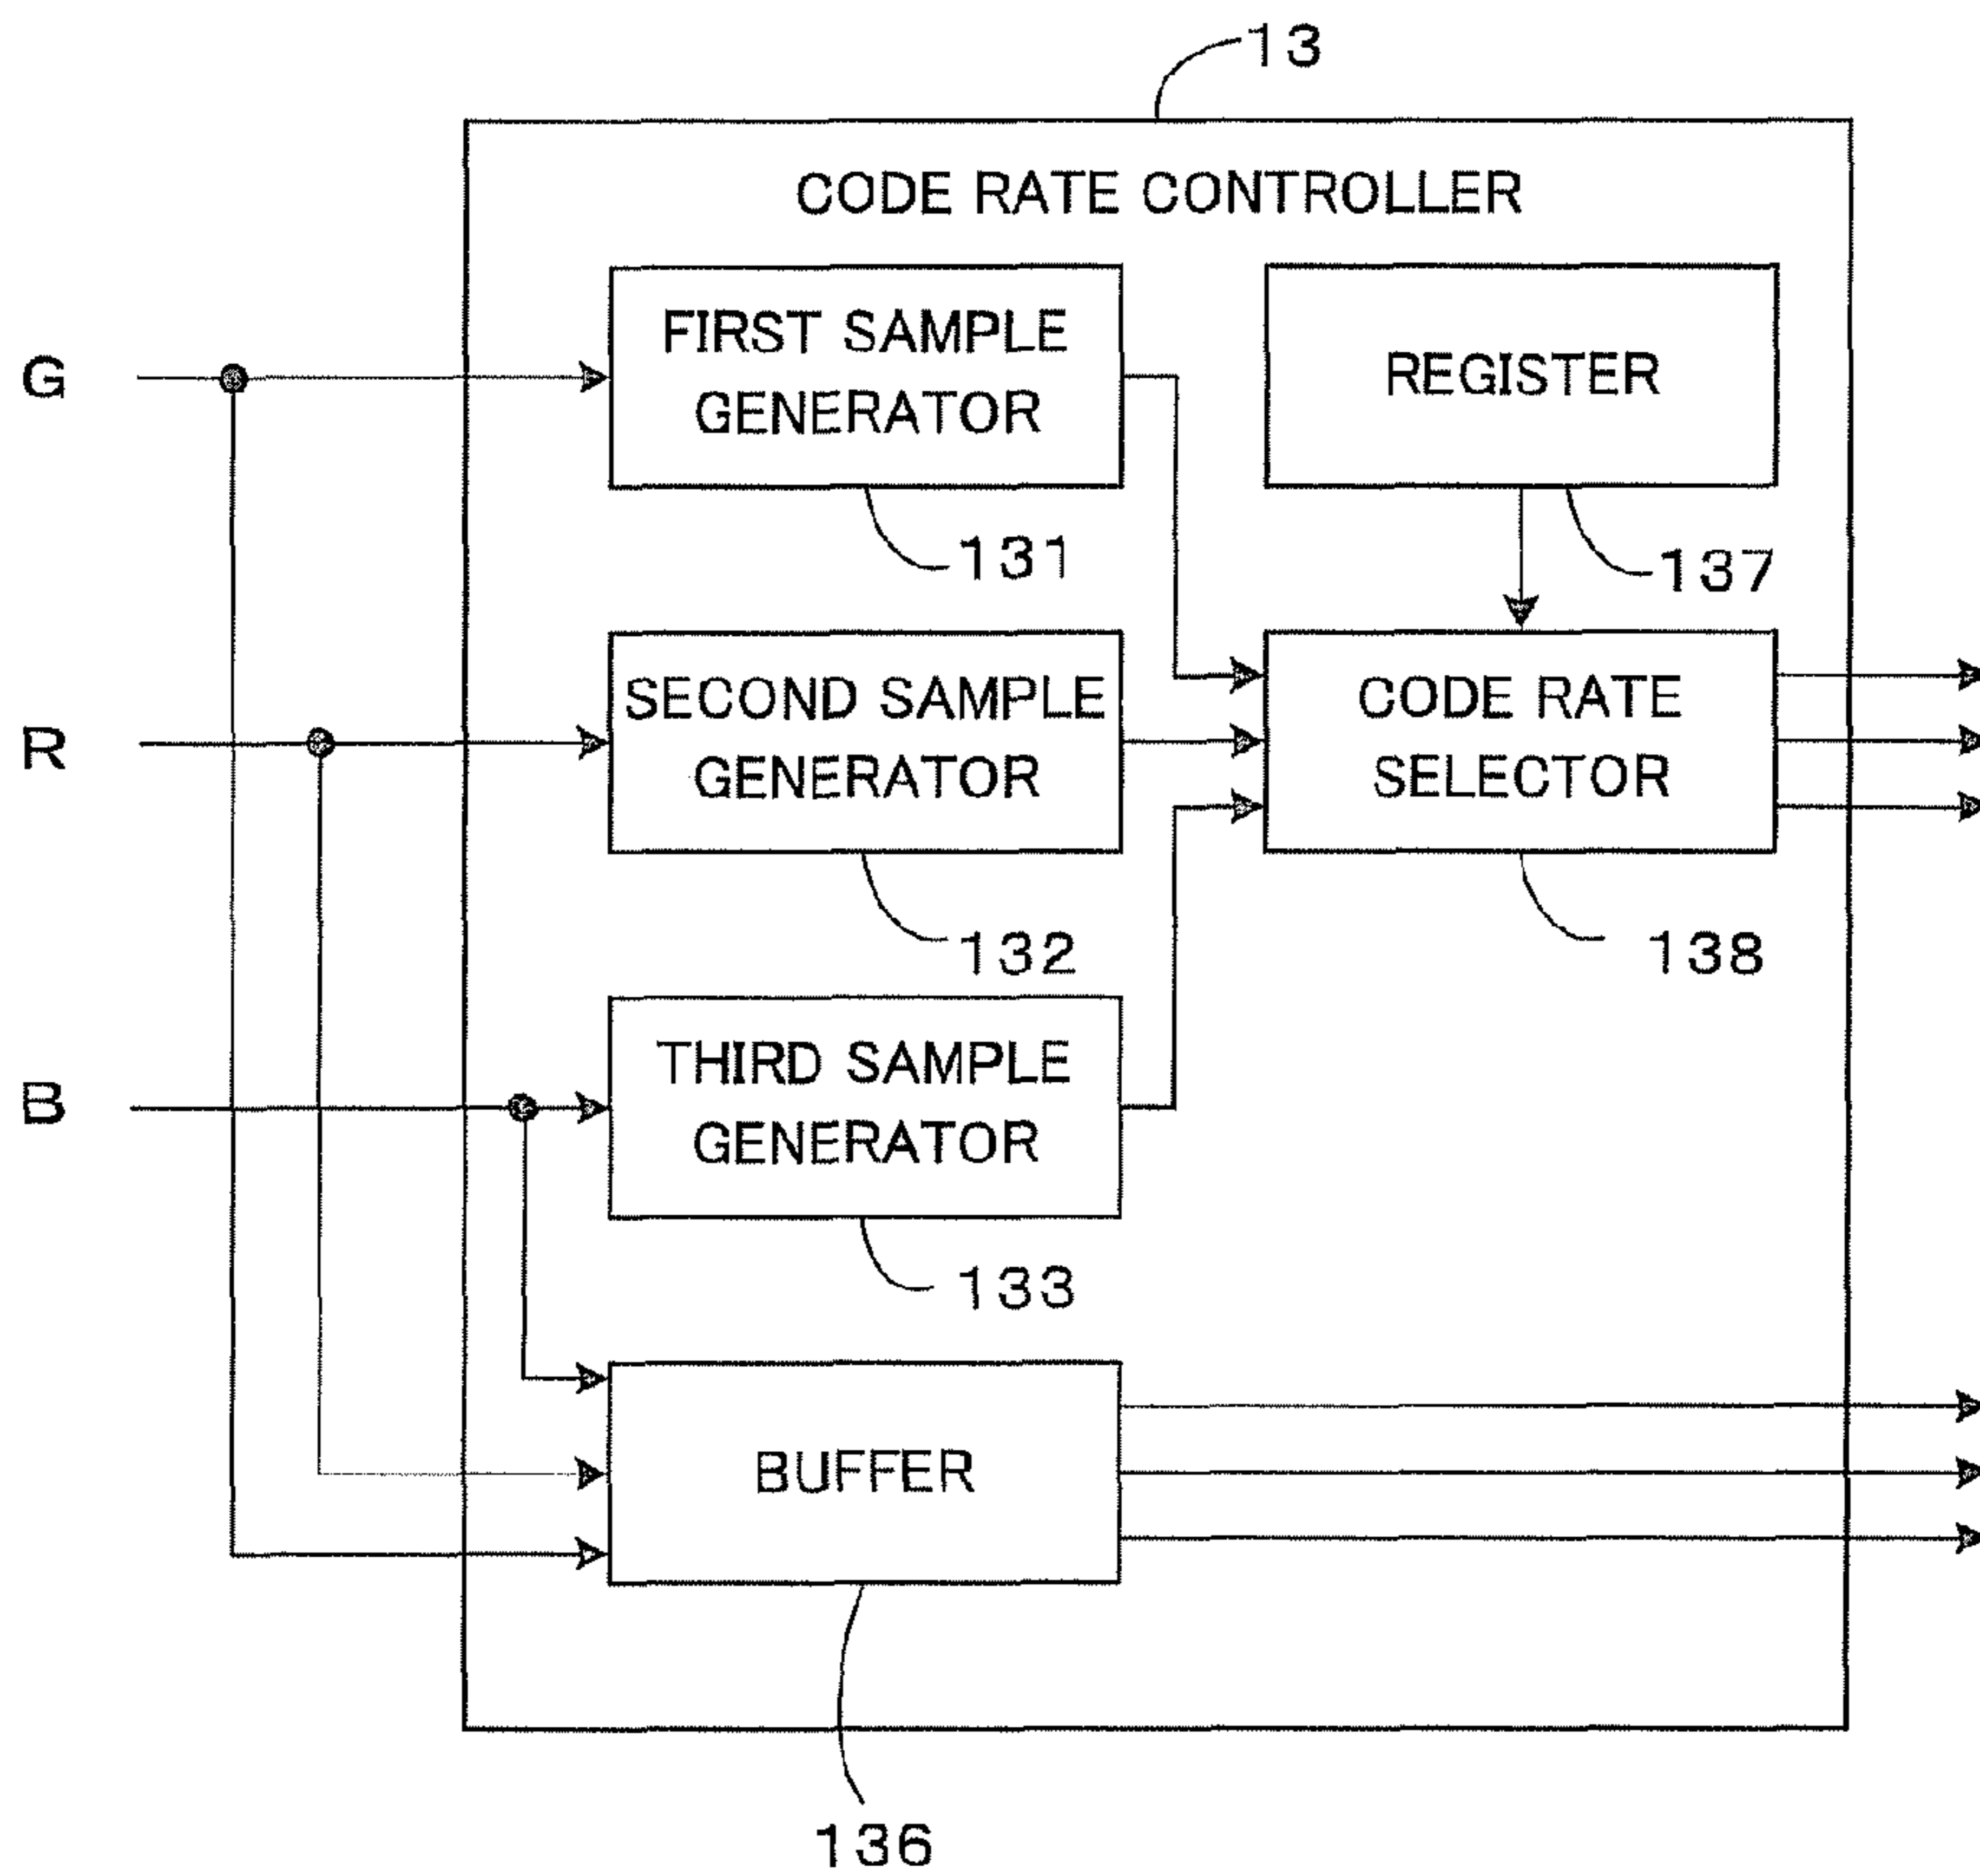 13
CODE RATE CONTROLLER
G
FIRST SAMPLE
GENERATOR
131
REGISTER
137
R
SECOND SAMPLE
GENERATOR
132
CODE RATE
SELECTOR
138
B
THIRD SAMPLE
GENERATOR
133
BUFFER
136